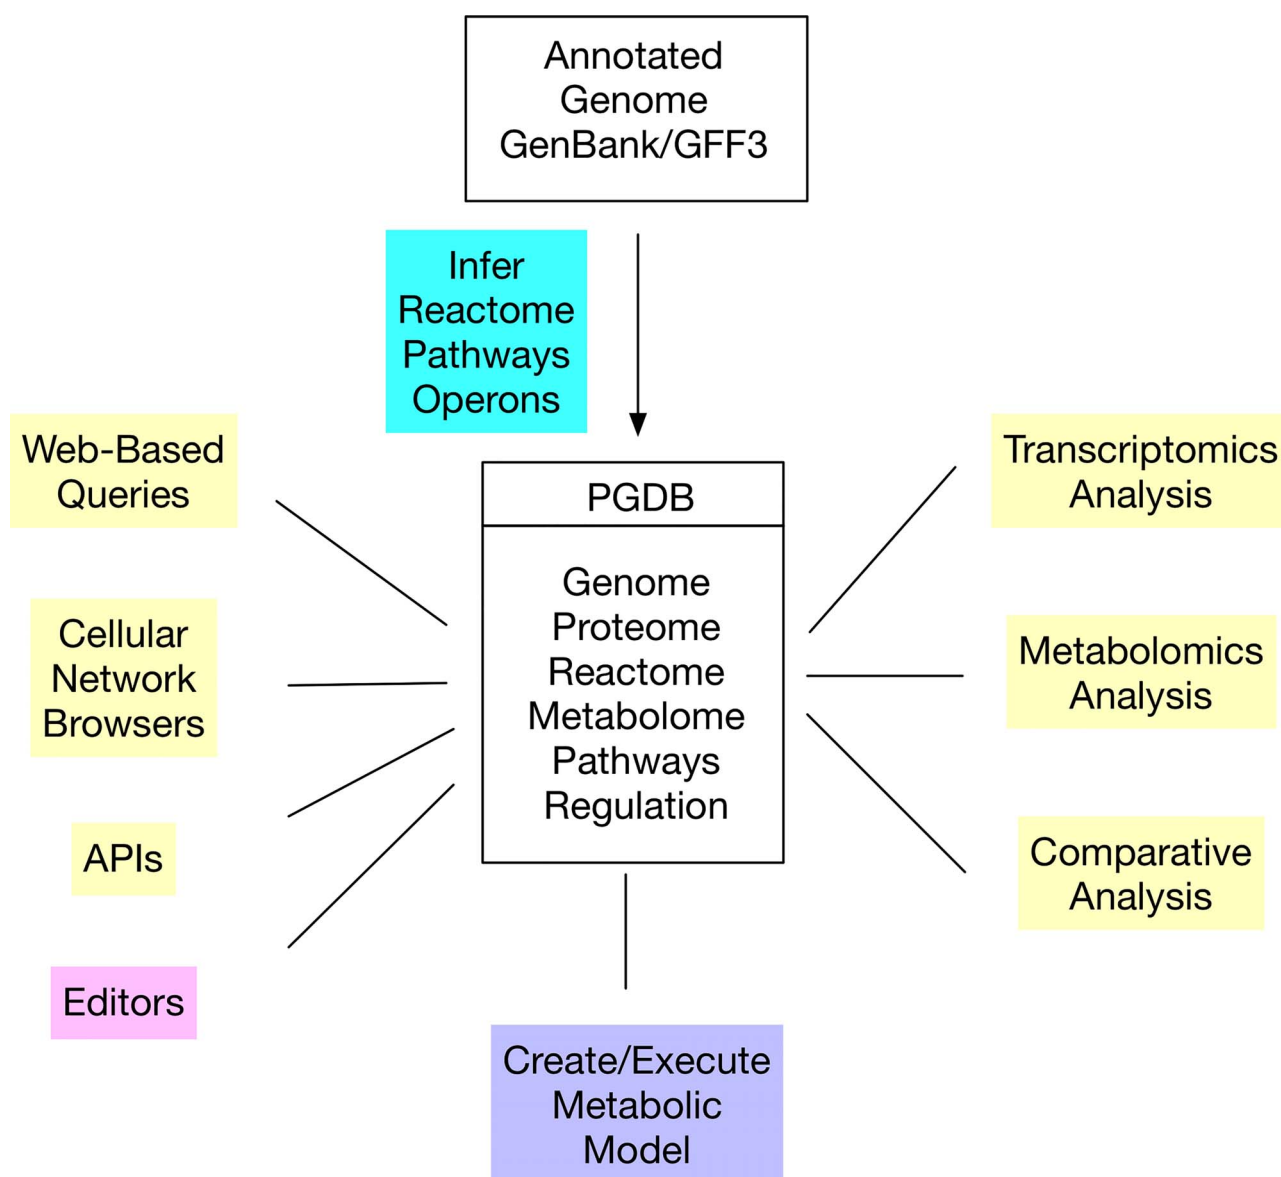 Annotated
Genome
GenBank/GFF3
Infer
Reactome
Pathways
Operons
Web-Based
Queries
Cellular
Network
Browsers
APIs
Editors
PGDB
Genome
Proteome
Reactome
Metabolome
Pathways
Regulation
Transcriptomics
Analysis
Metabolomics
Analysis
Comparative
Analysis
Create/Execute
Metabolic
Model